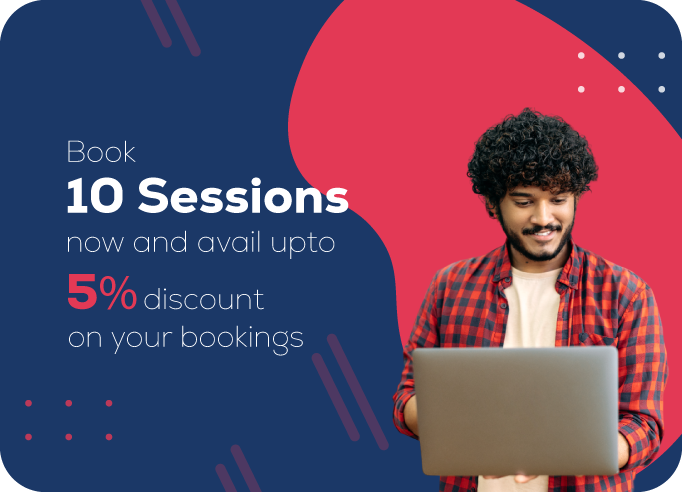 Book
10 Sessions
now and avail upto
5% discount
on your bookings